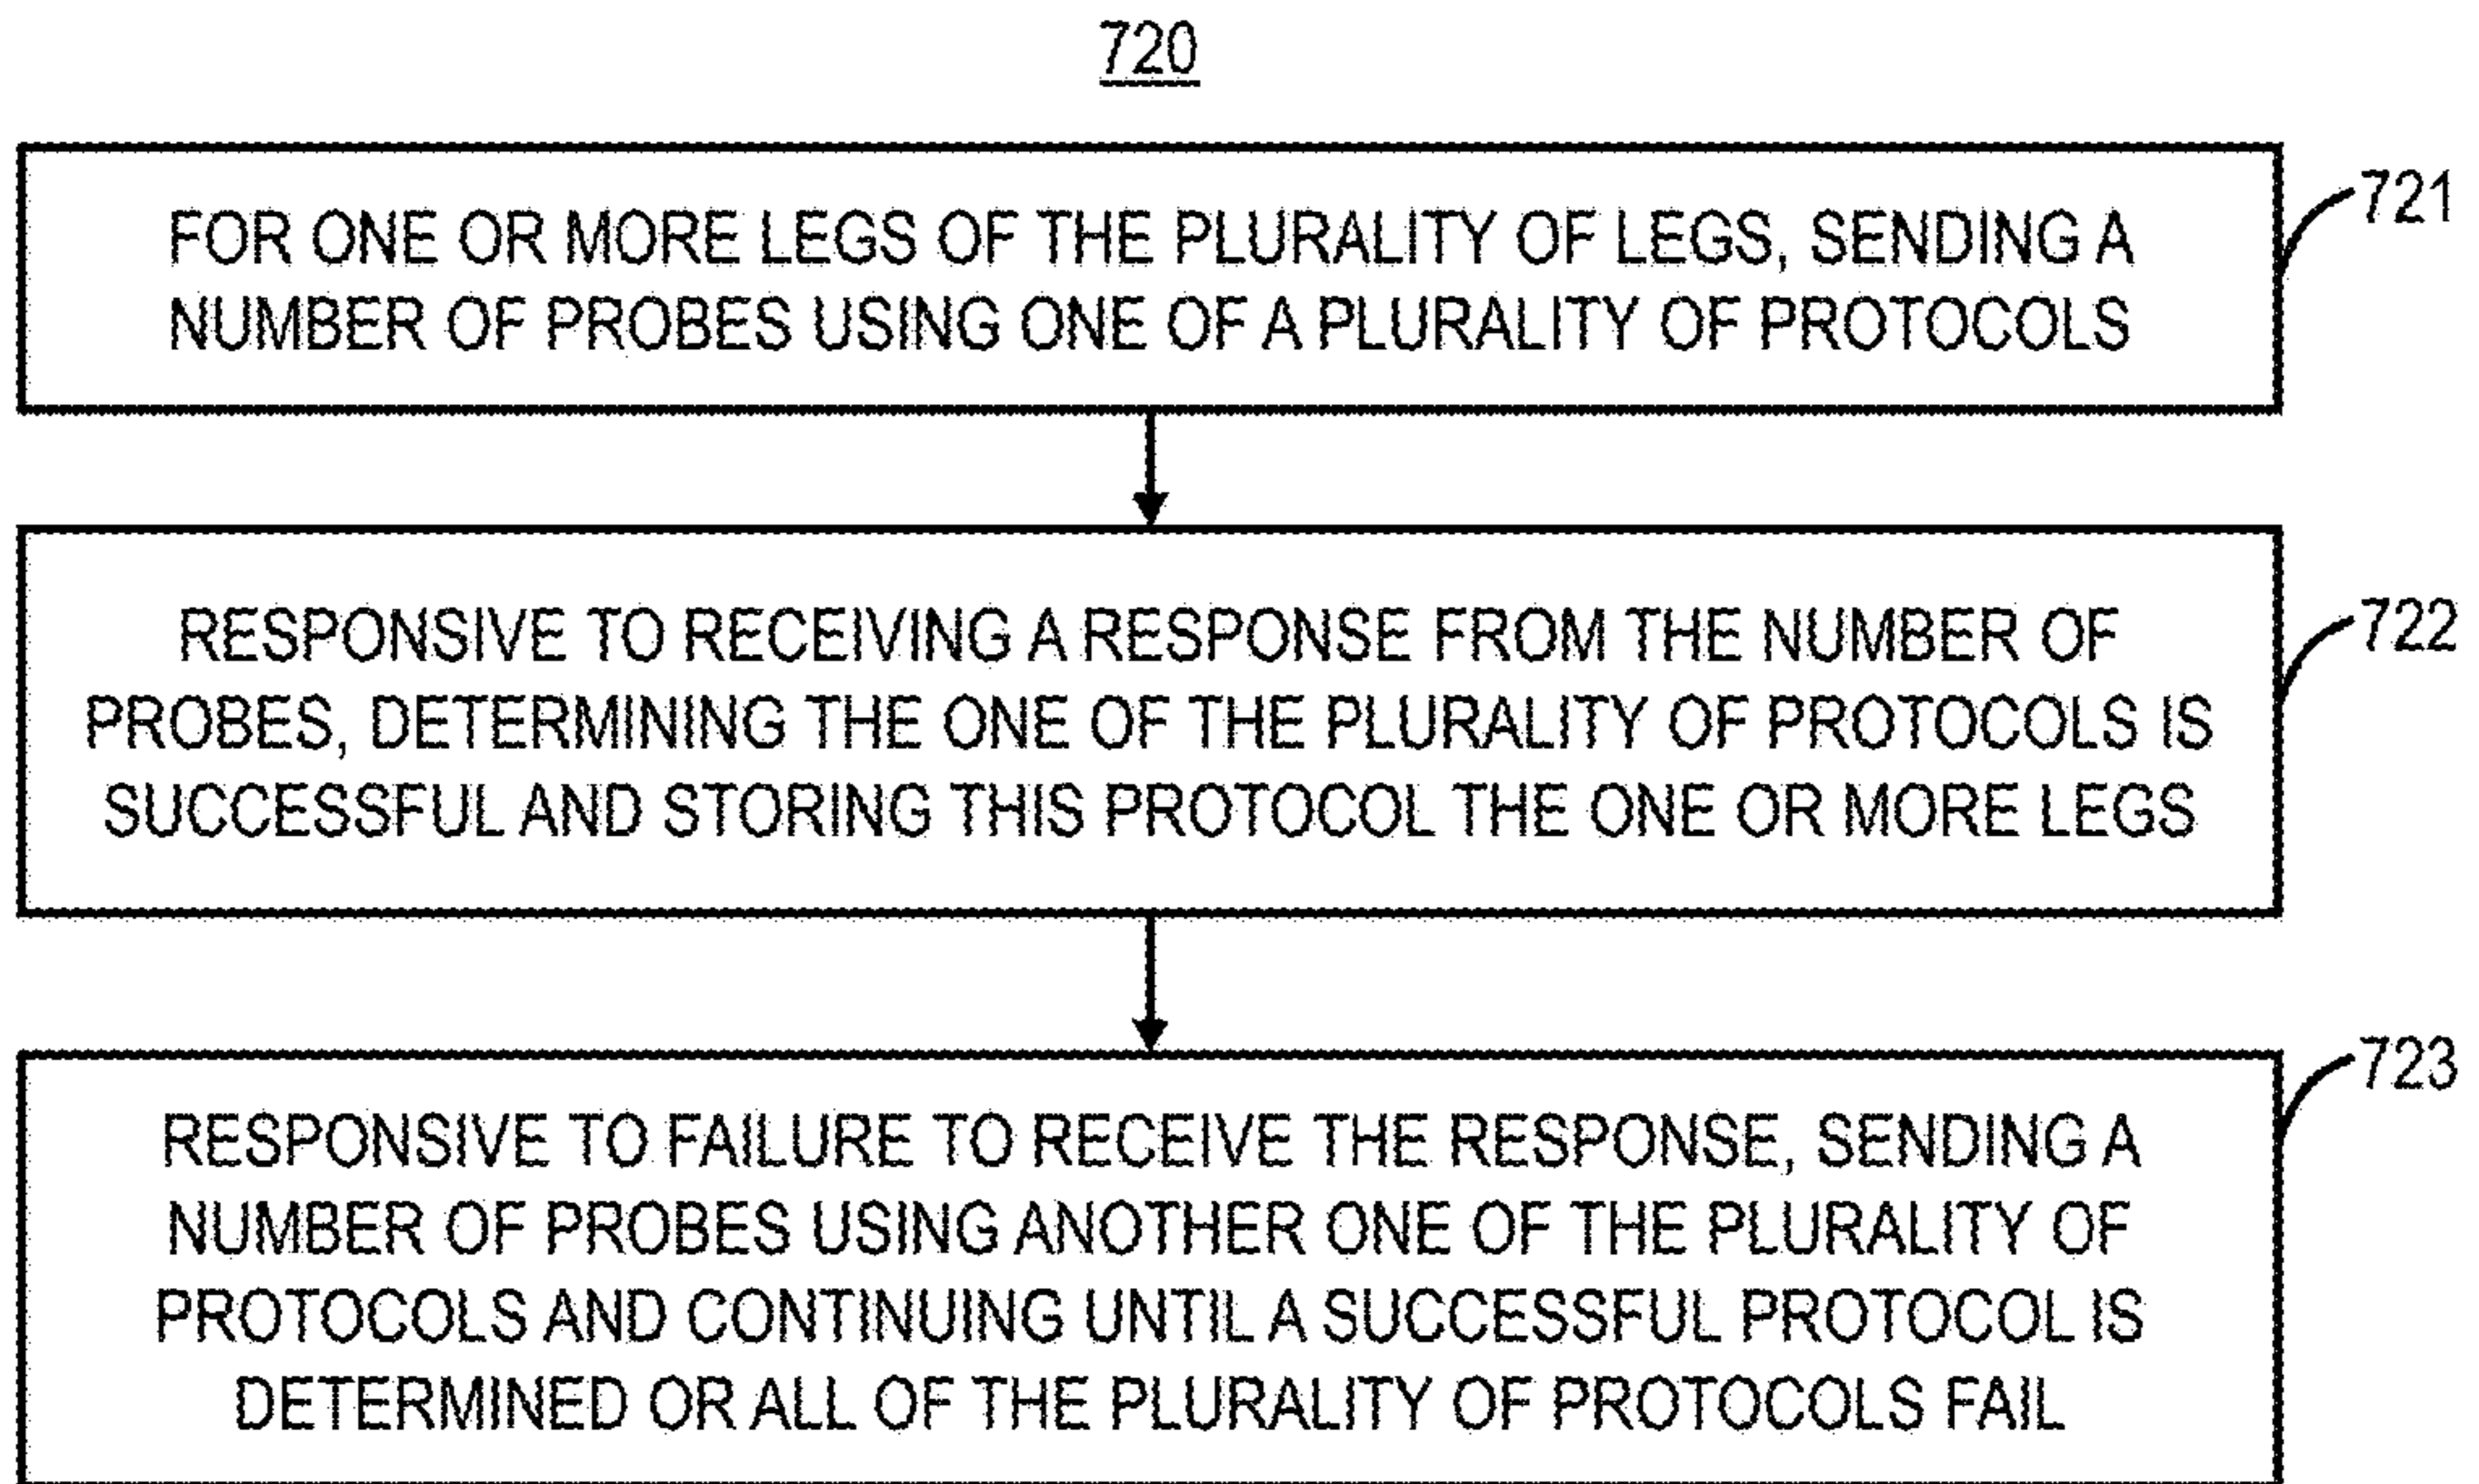 720
FOR ONE OR MORE LEGS OF THE PLURALITY OF LEGS, SENDING A
NUMBER OF PROBES USING ONE OF A PLURALITY OF PROTOCOLS
721
RESPONSIVE TO RECEIVING A RESPONSE FROM THE NUMBER OF
PROBES, DETERMINING THE ONE OF THE PLURALITY OF PROTOCOLS IS
SUCCESSFUL AND STORING THIS PROTOCOL THE ONE OR MORE LEGS
722
RESPONSIVE TO FAILURE TO RECEIVE THE RESPONSE, SENDING A
NUMBER OF PROBES USING ANOTHER ONE OF THE PLURALITY OF
PROTOCOLS AND CONTINUING UNTIL A SUCCESSFUL PROTOCOL IS
DETERMINED OR ALL OF THE PLURALITY OF PROTOCOLS FAIL
723